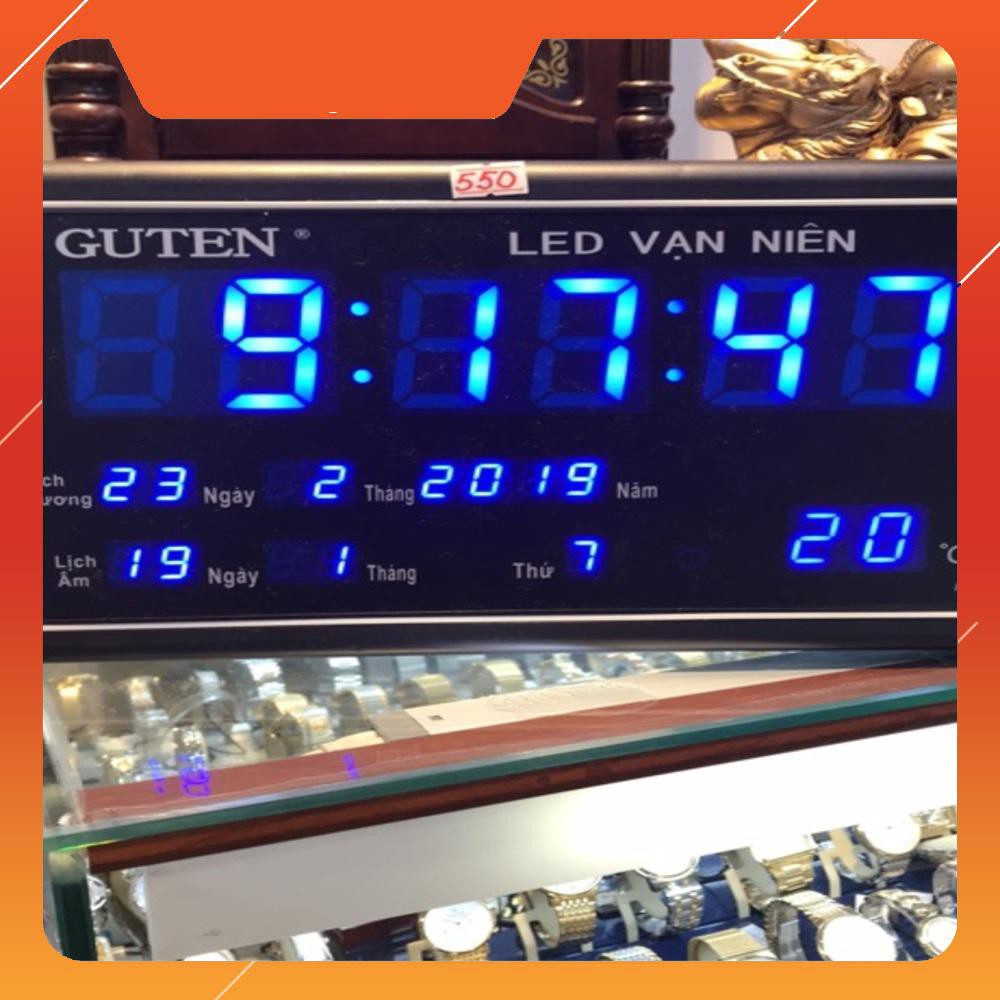 550
GUTEN ® LED VẠN NIÊN
9:17:47
ch
ương 23 Ngày 2 Tháng 2019 Năm
20 °C
Lịch
Âm 19 Ngày 1 Tháng Thứ 7